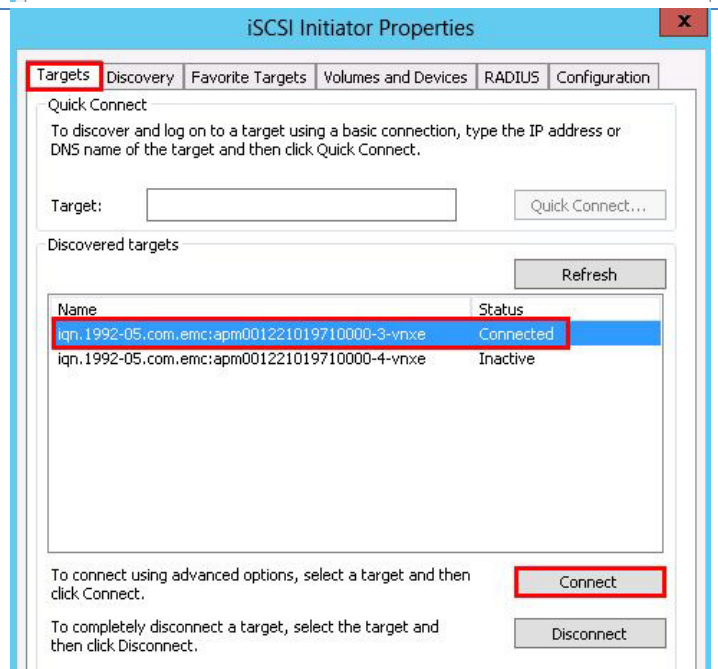 iSCSI Initiator Properties
x
Targets Discovery Favorite Targets Volumes and Devices RADIUS Configuration
Quick Connect
To discover and log on to a target using a basic connection, type the IP address or
DNS name of the target and then click Quick Connect.
Target:
Quick Connect...
Discovered targets
Refresh
Name Status
iqn.1992-05.com.emc:apm001221019710000-3-vnxe Connected
iqn.1992-05.com.emc:apm001221019710000-4-vnxe Inactive
To connect using advanced options, select a target and then
click Connect.
Connect
To completely disconnect a target, select the target and
then click Disconnect.
Disconnect